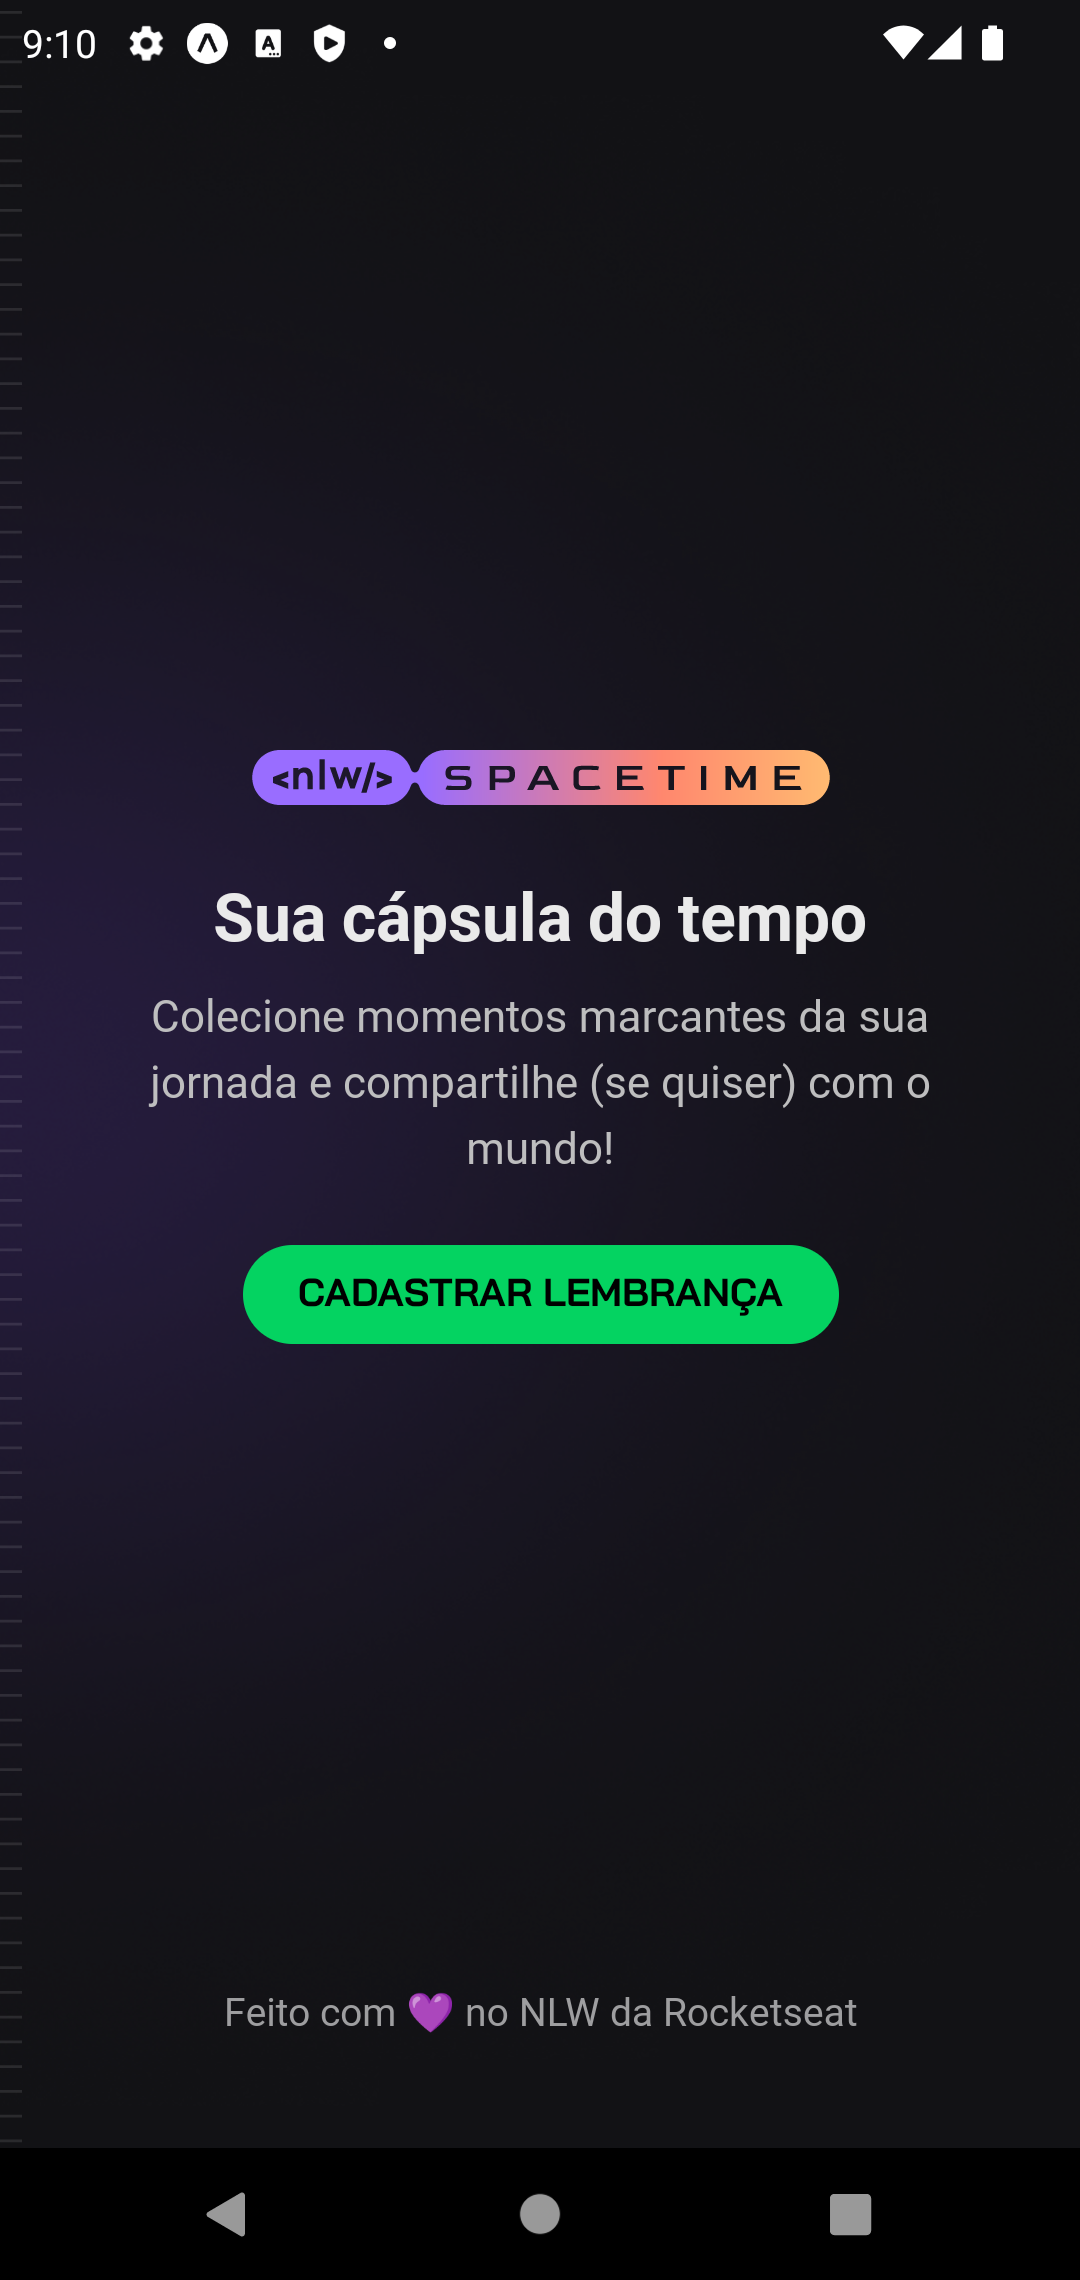 9:10
<nlw/> SPACETIME
Sua cápsula do tempo
Colecione momentos marcantes da sua
jornada e compartilhe (se quiser) com o
mundo!
CADASTRAR LEMBRANÇA
Feito com 💜 no NLW da Rocketseat